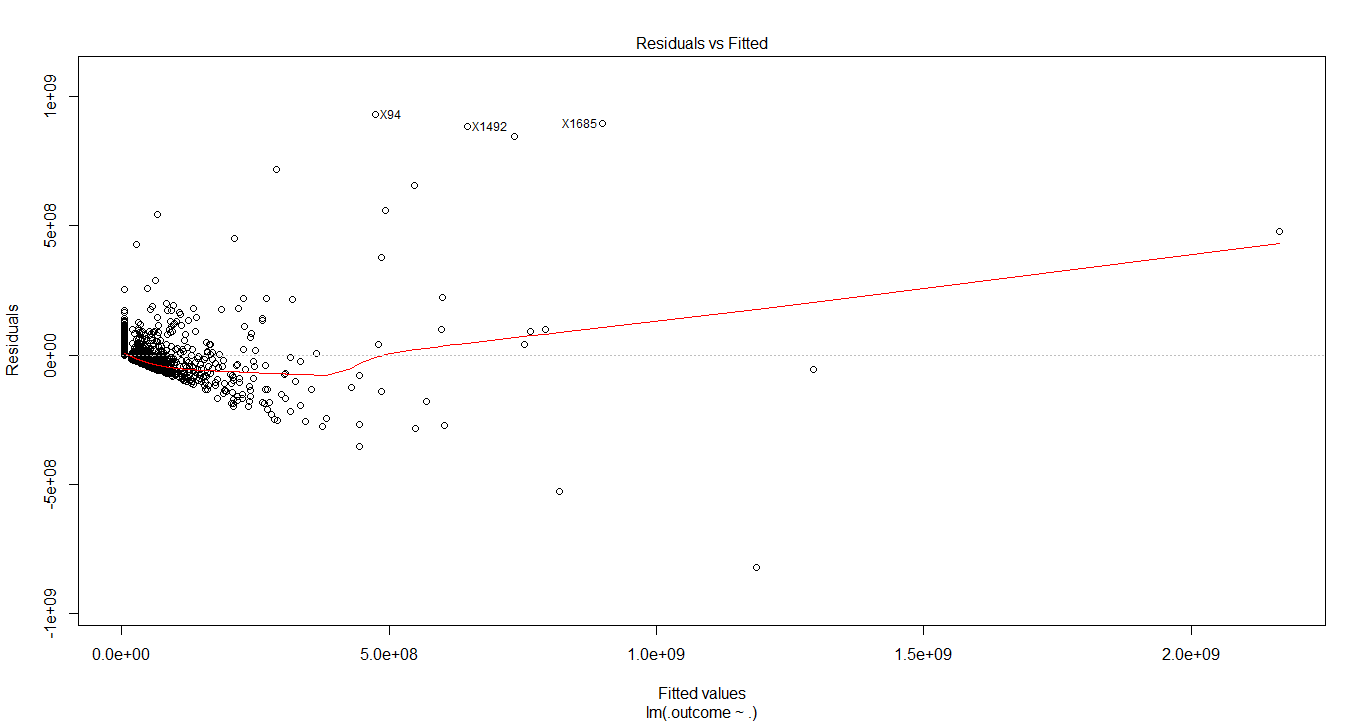 Residuals vs Fitted
1e+09
5e+08
0e+00
-5e+08
-1e+09
Residuals
X94
X1492
X1685
0.0e+00 5.0e+08 1.0e+09 1.5e+09 2.0e+09
Fitted values
lm(.outcome ~ .)